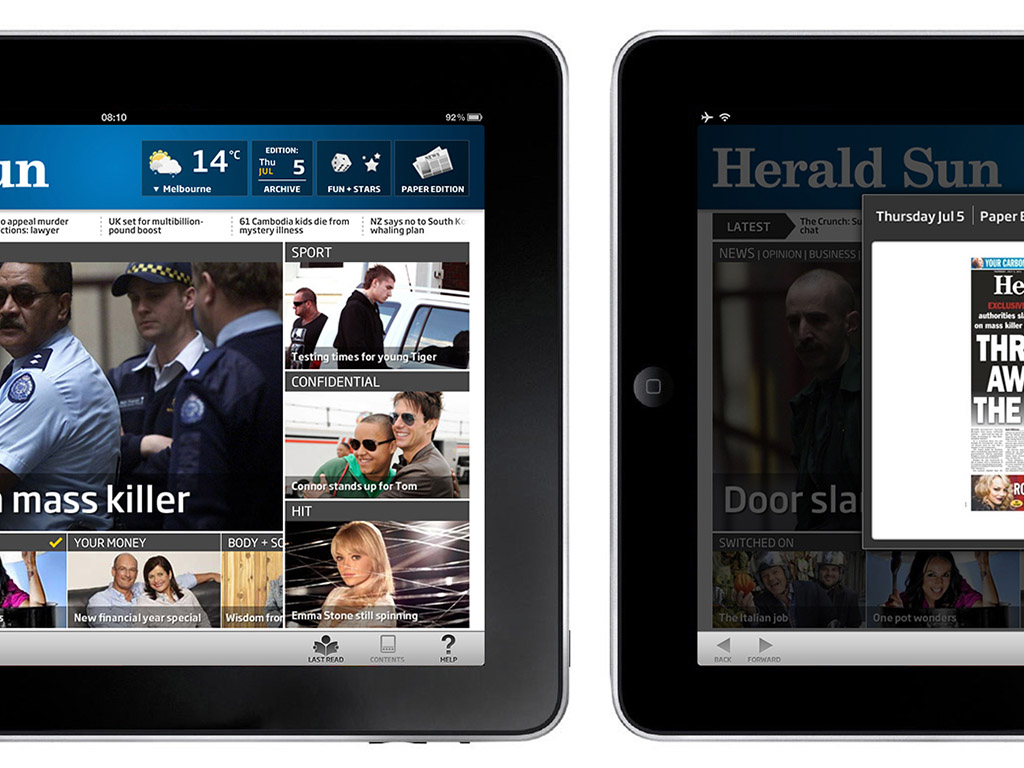 08:10
92%
un
14°C
Melbourne
EDITION:
Thu
JUL
5
ARCHIVE
FUN + STARS
NEWS
PAPER EDITION
o appeal murder
ctions: lawyer
UK set for multibillion-
pound boost
61 Cambodia kids die from
mystery illness
NZ says no to South Ko
whaling plan
SPORT
Testing times for young Tiger
CONFIDENTIAL
Connor stands up for Tom
mass killer
HIT
Emma Stone still spinning
s
YOUR MONEY
New financial year special
BODY + SO
Wisdom from
LAST READ
CONTENTS
HELP
Herald Sun
LATEST
The Crunch: Su
chat
NEWS | OPINION | BUSINESS |
Door sla
SWITCHED ON
The Italian job
One pot wonders
BACK
FORWARD
Thursday Jul 5
Paper E
YOUR CARBO
He
EXCLUSIVE
authorities sla
on mass killer
THR
AW
THE
RO